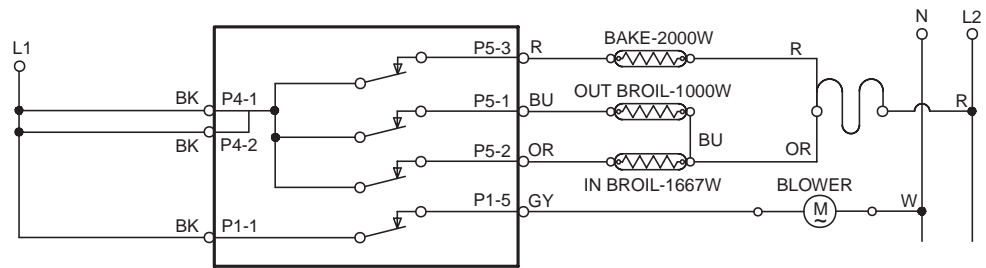 N L2
L1
P5-3 R BAKE-2000W R
BK P4-1 P5-1 BU OUT BROIL-1000W R
BK P4-2 BU
P5-2 OR OR
IN BROIL-1667W BLOWER
P1-5 GY W
BK P1-1 M
~